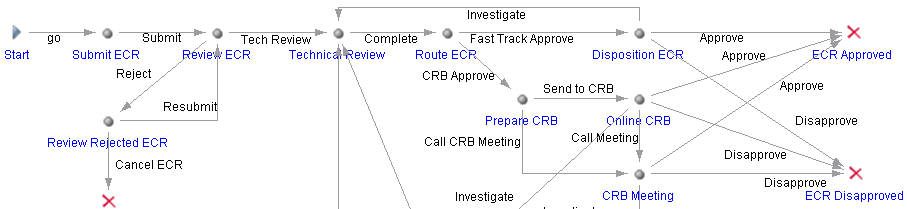 Investigate
go
Submit
Tech Review
Complete
Fast Track Approve
Approve
Start
Submit ECR
Review ECR
Technical Review
Route ECR
Disposition ECR
ECR Approved
Approve
Reject
CRB Approve
Send to CRB
Approve
Resubmit
Prepare CRB
Online CRB
Disapprove
Review Rejected ECR
Call CRB Meeting
Call Meeting
Disapprove
Cancel ECR
Disapprove
Investigate
CRB Meeting
ECR Disapproved